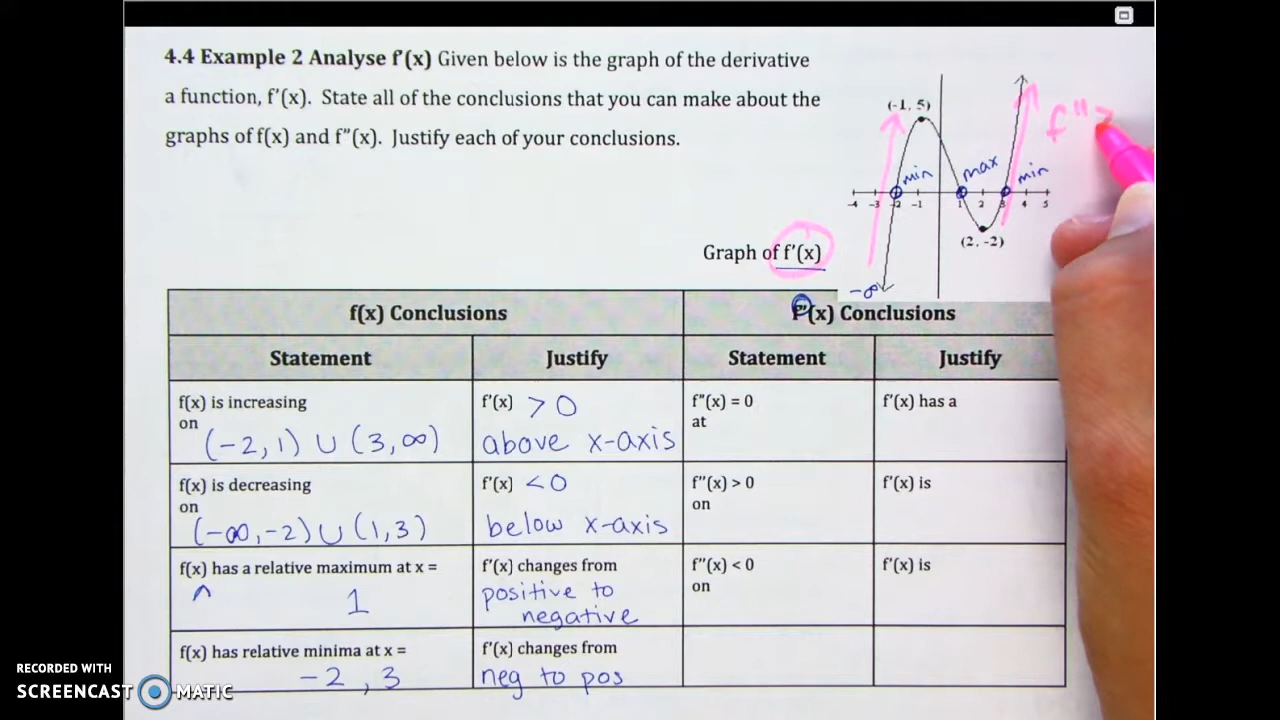 4.4 Example 2 Analyse f'(x) Given below is the graph of the derivative
a function, f'(x). State all of the conclusions that you can make about the
graphs of f(x) and f"(x). Justify each of your conclusions.
(-1, 5)
f" >
min max min
-4 -3 -2 -1 1 2 3 4 5
(2, -2)
Graph of f'(x)
-∞
f(x) Conclusions f"(x) Conclusions
Statement Justify Statement Justify
f(x) is increasing
on (-2, 1) ∪ (3, ∞)
f'(x) > 0
above x-axis
f"(x) = 0
at
f'(x) has a
f(x) is decreasing
on (-∞, -2) ∪ (1, 3)
f'(x) < 0
below x-axis
f"(x) > 0
on
f'(x) is
f(x) has a relative maximum at x =
1
f'(x) changes from
positive to
negative
f"(x) < 0
on
f'(x) is
f(x) has relative minima at x =
-2, 3
f'(x) changes from
neg to pos
RECORDED WITH
SCREENCAST MATIC